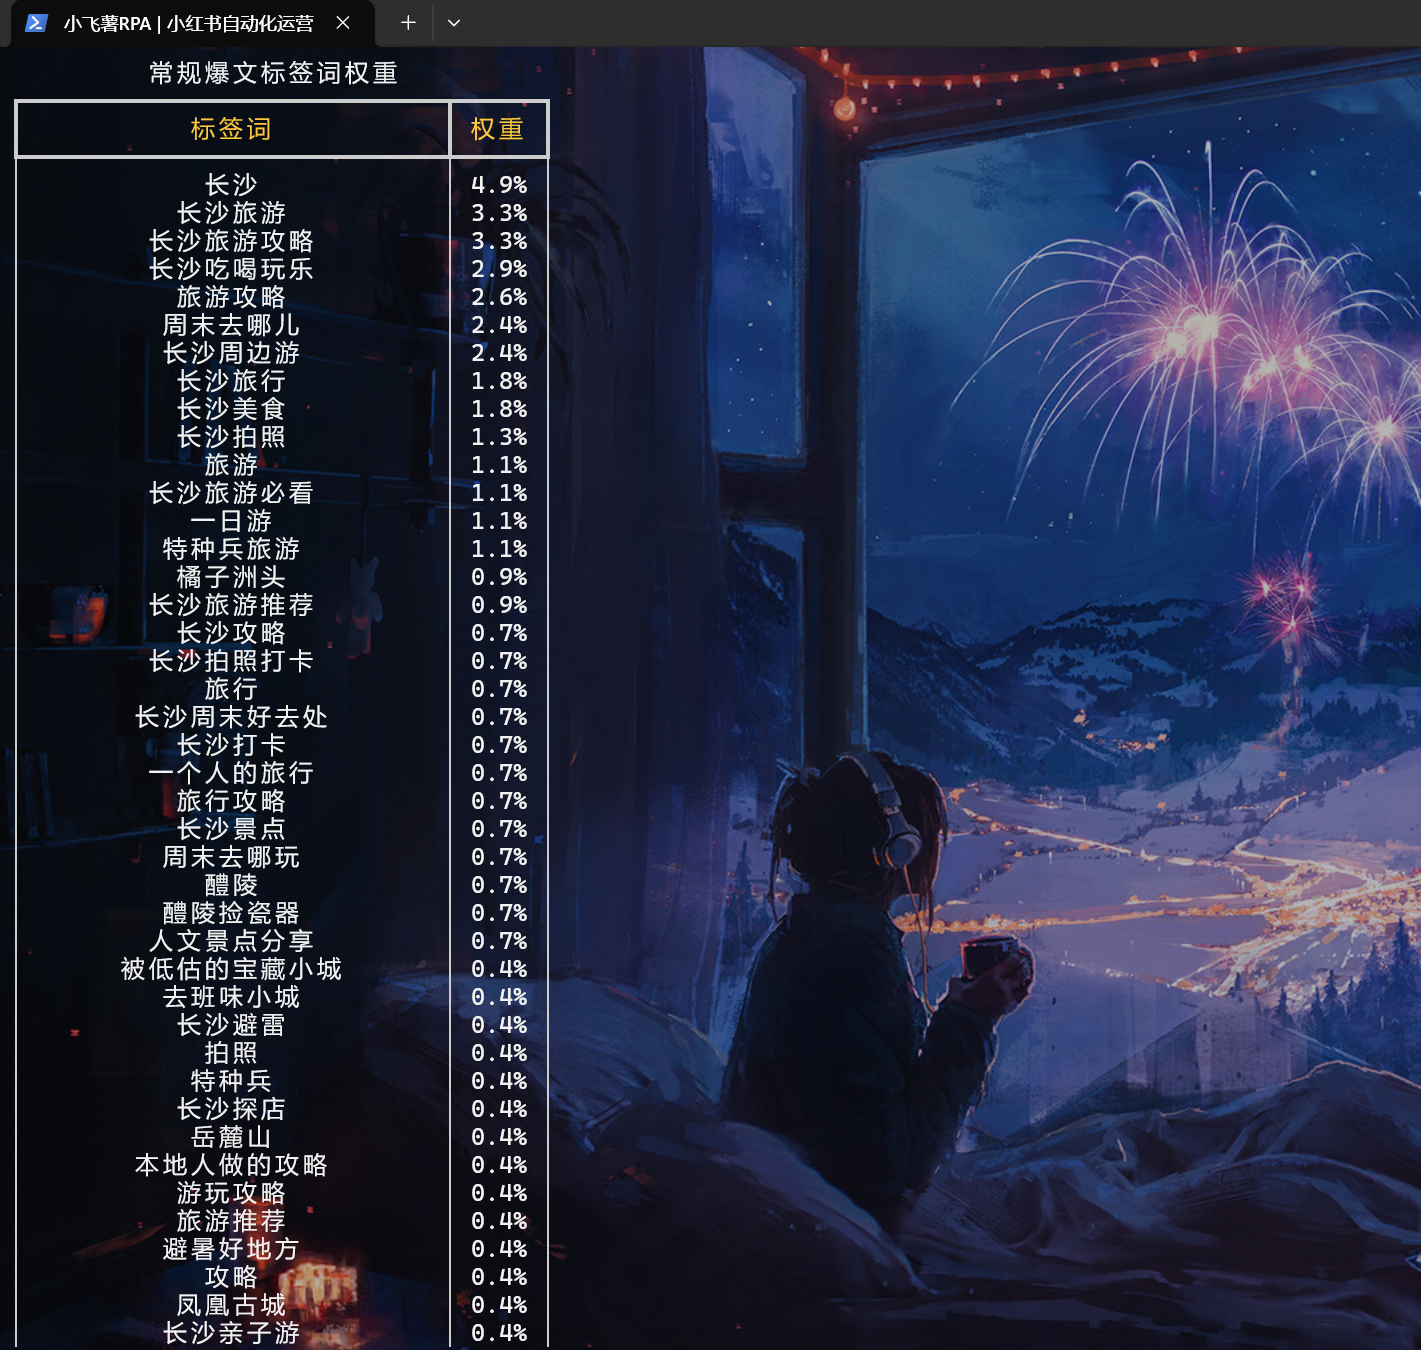 小飞薯RPA | 小红书自动化运营
常规爆文标签词权重
标签词 权重
长沙 4.9%
长沙旅游 3.3%
长沙旅游攻略 3.3%
长沙吃喝玩乐 2.9%
旅游攻略 2.6%
周末去哪儿 2.4%
长沙周边游 2.4%
长沙旅行 1.8%
长沙美食 1.8%
长沙拍照 1.3%
旅游 1.1%
长沙旅游必看 1.1%
一日游 1.1%
特种兵旅游 1.1%
橘子洲头 0.9%
长沙旅游推荐 0.9%
长沙攻略 0.7%
长沙拍照打卡 0.7%
旅行 0.7%
长沙周末好去处 0.7%
长沙打卡 0.7%
一个人的旅行 0.7%
旅行攻略 0.7%
长沙景点 0.7%
周末去哪玩 0.7%
醴陵 0.7%
醴陵捡瓷器 0.7%
人文景点分享 0.7%
被低估的宝藏小城 0.4%
去班味小城 0.4%
长沙避雷 0.4%
拍照 0.4%
特种兵 0.4%
长沙探店 0.4%
岳麓山 0.4%
本地人做的攻略 0.4%
游玩攻略 0.4%
旅游推荐 0.4%
避暑好地方 0.4%
攻略 0.4%
凤凰古城 0.4%
长沙亲子游 0.4%